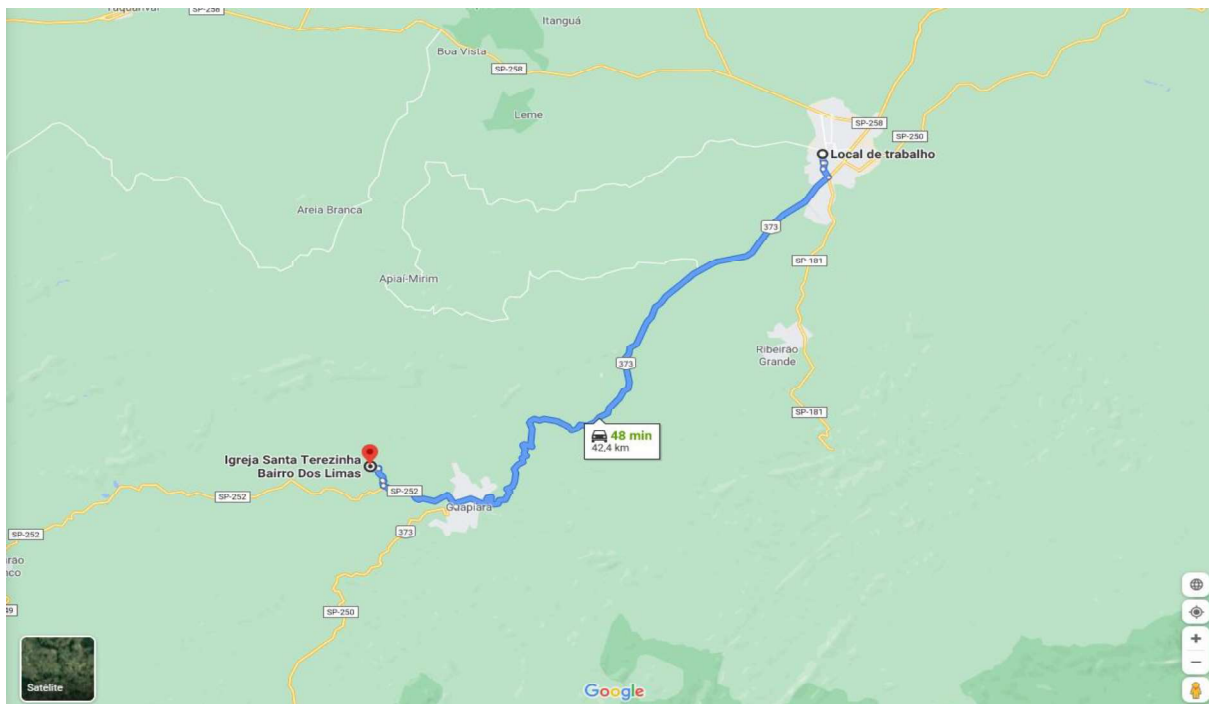 SP-258
Itanguá
Boa Vista
SP-258
Leme
SP-258
SP-250
Local de trabalho
Areia Branca
373
SP-181
Apiaí-Mirim
Ribeirão
Grande
373
SP-181
48 min
42,4 km
Igreja Santa Terezinha
Bairro Dos Limas
SP-252
SP-252
Guapiara
373
SP-252
SP-250
Satélite
Google